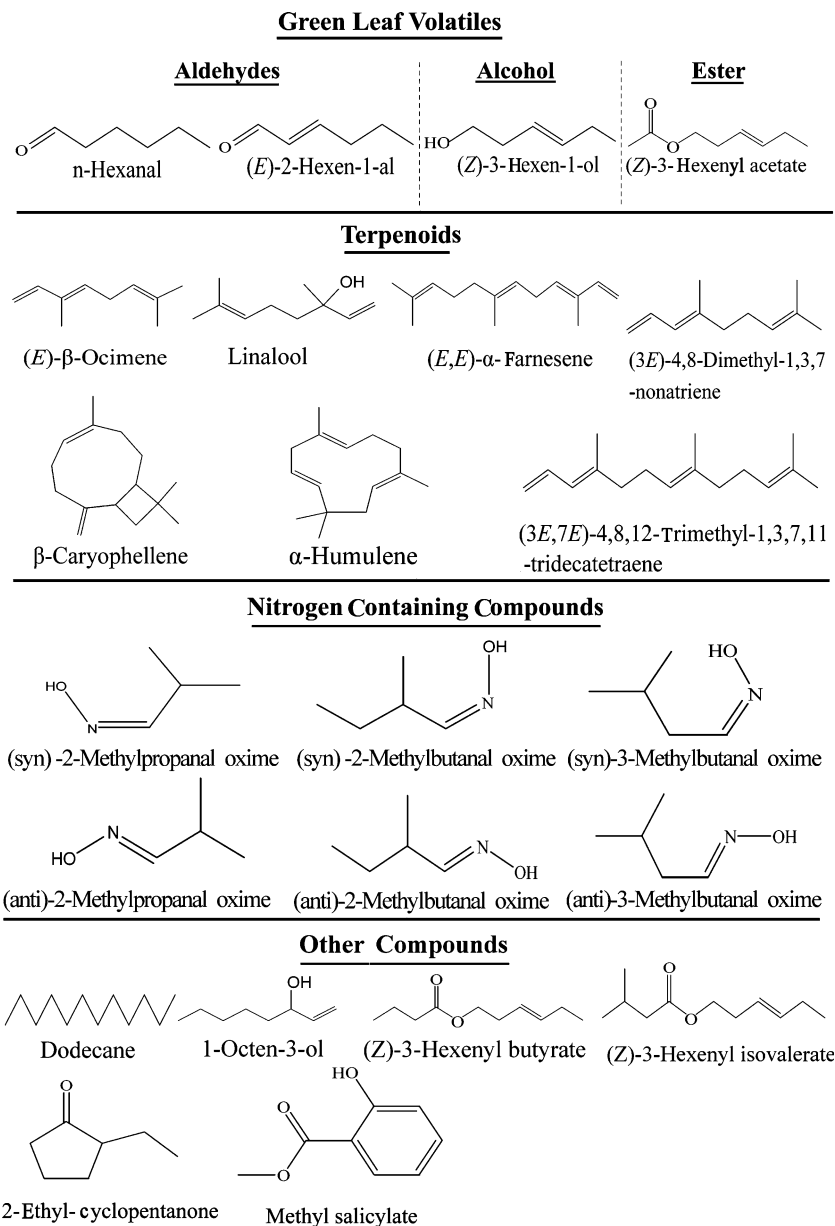 Green Leaf Volatiles
Aldehydes
Alcohol
Ester
O
n-Hexanal
O
(E)-2-Hexen-1-al
HO
(Z)-3-Hexen-1-ol
O
O
(Z)-3-Hexenyl acetate
Terpenoids
(E)-β-Ocimene
OH
Linalool
(E,E)-α- Farnesene
(3E)-4,8-Dimethyl-1,3,7
-nonatriene
β-Caryophellene
α-Humulene
(3E,7E)-4,8,12-Trimethyl-1,3,7,11
-tridecatetraene
Nitrogen Containing Compounds
HO
N
(syn) -2-Methylpropanal oxime
OH
N
(syn) -2-Methylbutanal oxime
HO
N
(syn)-3-Methylbutanal oxime
N
HO
(anti)-2-Methylpropanal oxime
N
OH
(anti)-2-Methylbutanal oxime
N
OH
(anti)-3-Methylbutanal oxime
Other Compounds
Dodecane
OH
1-Octen-3-ol
O
O
(Z)-3-Hexenyl butyrate
O
O
(Z)-3-Hexenyl isovalerate
O
2-Ethyl-cyclopentanone
HO
O
O
Methyl salicylate